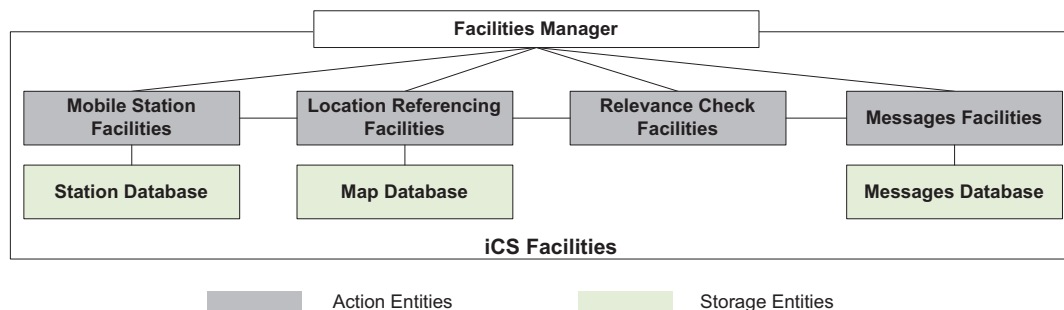 Facilities Manager
Mobile Station
Facilities
Location Referencing
Facilities
Relevance Check
Facilities
Messages Facilities
Station Database
Map Database
Messages Database
iCS Facilities
Action Entities
Storage Entities